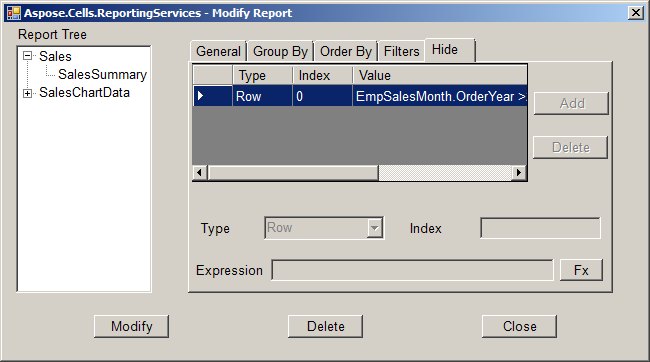 Aspose.Cells.ReportingServices - Modify Report
Report Tree
Sales
SalesSummary
SalesChartData
General Group By Order By Filters Hide
Type Index Value
Row 0 EmpSalesMonth.OrderYear >
Add
Delete
Type Row Index
Expression Fx
Modify Delete Close